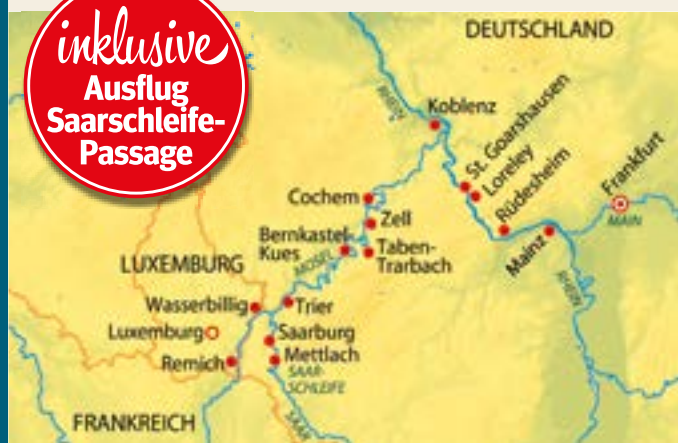 inklusive
Ausflug
Saarschleife-
Passage
DEUTSCHLAND
RHEIN
Koblenz
St. Goarshausen
Loreley
Rüdesheim
Frankfurt
MAIN
Mainz
RHEIN
Cochem
Zell
Bernkastel-
Kues
Taben-
Trarbach
MOSEL
LUXEMBURG
Wasserbillig
Trier
Luxemburg
Saarburg
Remich
Mettlach
SAAR-
SCHLEIFE
SAAR
FRANKREICH